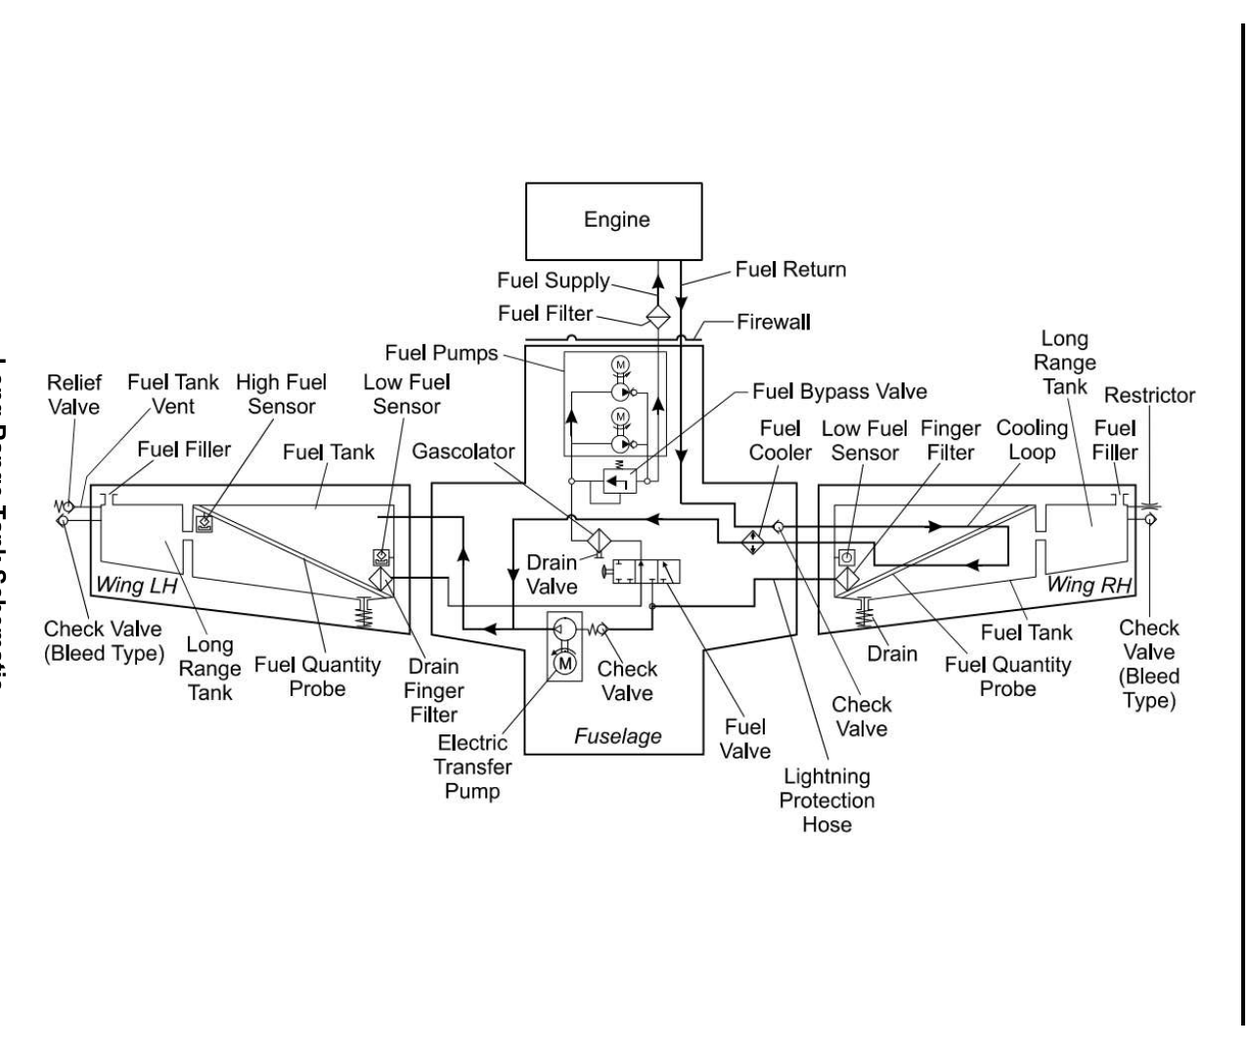 Engine
Fuel Supply
Fuel Return
Fuel Filter
Firewall
Fuel Pumps
Relief
Valve
Fuel Tank
Vent
High Fuel
Sensor
Low Fuel
Sensor
Fuel Bypass Valve
Long
Range
Tank
Restrictor
Fuel Filler
Fuel Tank
Gascolator
Fuel
Cooler
Low Fuel
Sensor
Finger
Filter
Cooling
Loop
Fuel
Filler
M
M
Drain
Valve
Wing LH
Wing RH
Check Valve
(Bleed Type)
Long
Range
Tank
Fuel Quantity
Probe
Drain
Finger
Filter
M
Check
Valve
Electric
Transfer
Pump
Fuselage
Fuel
Valve
Lightning
Protection
Hose
Check
Valve
Drain
Fuel Tank
Fuel Quantity
Probe
Check
Valve
(Bleed
Type)